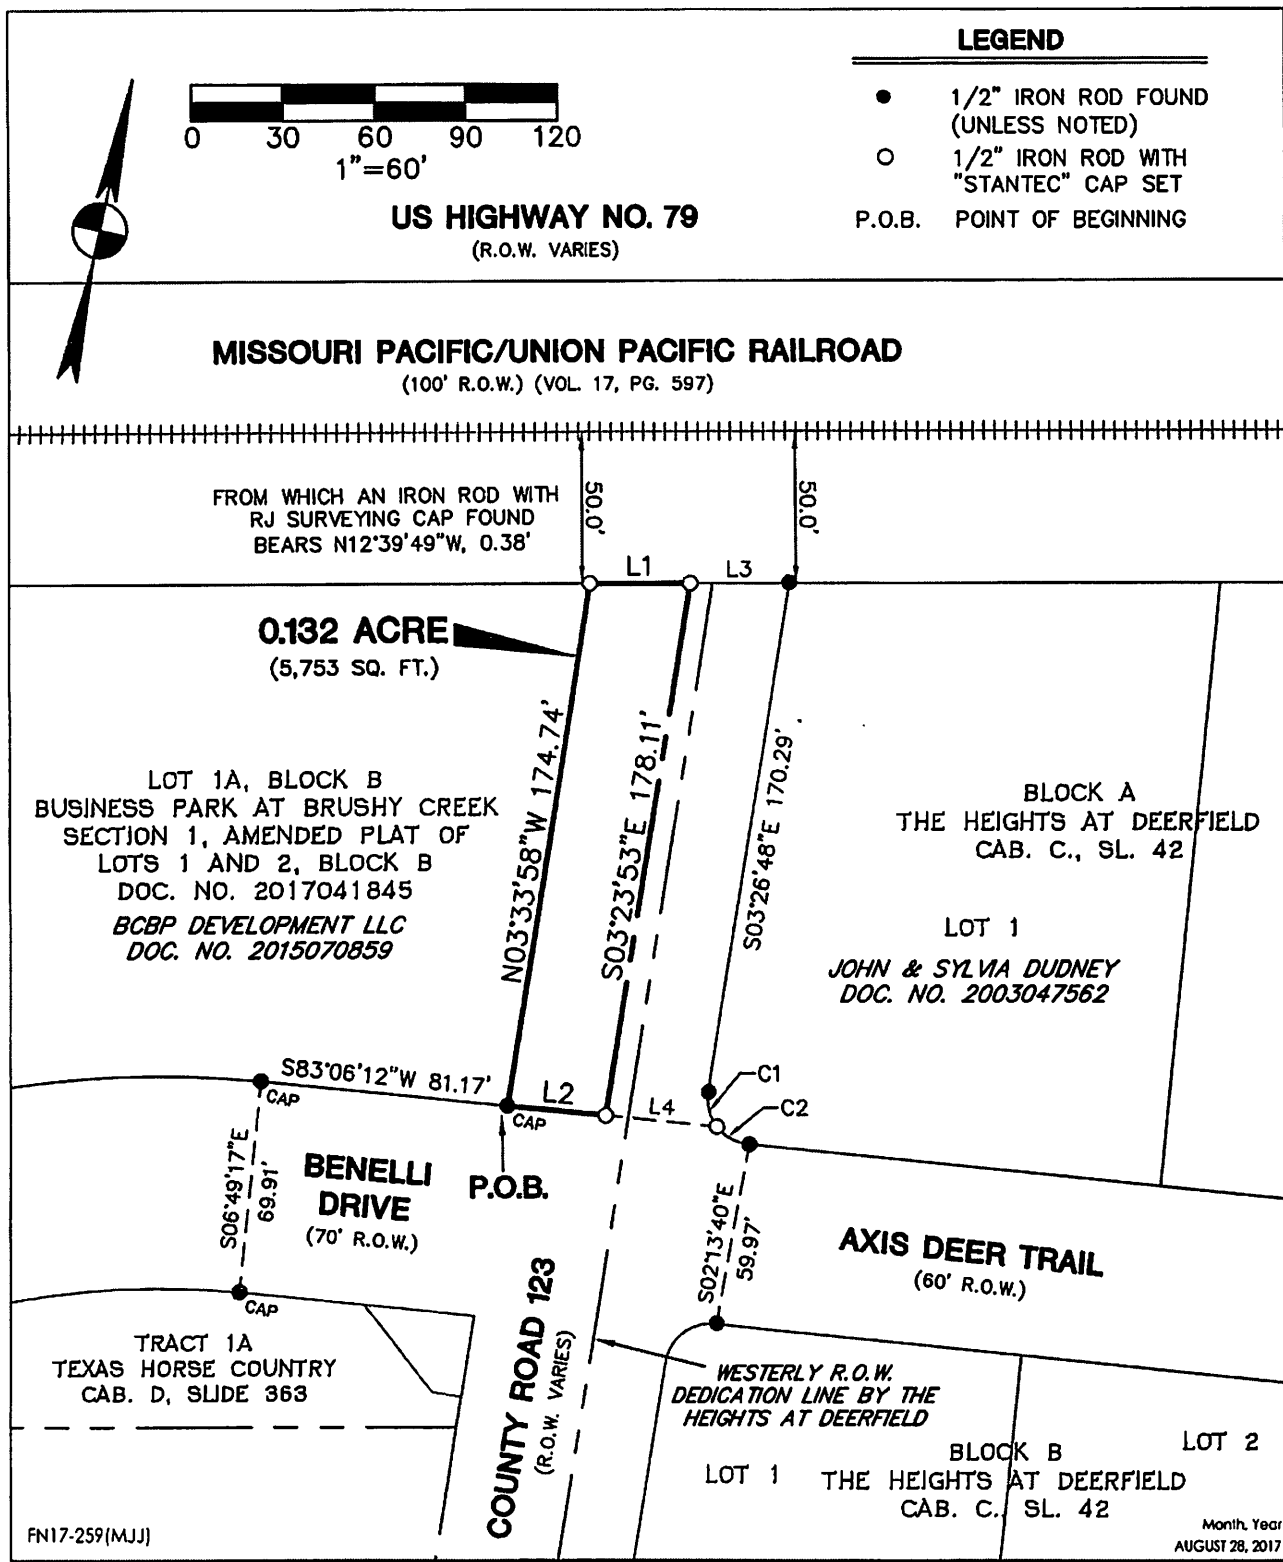 LEGEND
1/2" IRON ROD FOUND
(UNLESS NOTED)
1/2" IRON ROD WITH
"STANTEC" CAP SET
P.O.B. POINT OF BEGINNING
0 30 60 90 120
1"=60'
US HIGHWAY NO. 79
(R.O.W. VARIES)
MISSOURI PACIFIC/UNION PACIFIC RAILROAD
(100' R.O.W.) (VOL. 17, PG. 597)
FROM WHICH AN IRON ROD WITH
RJ SURVEYING CAP FOUND
BEARS N12°39'49"W, 0.38'
50.0'
50.0'
L1
L3
0.132 ACRE
(5,753 SQ. FT.)
N03°33'58"W 174.74'
S03°23'53"E 178.11'
S03°26'48"E 170.29'
LOT 1A, BLOCK B
BUSINESS PARK AT BRUSHY CREEK
SECTION 1, AMENDED PLAT OF
LOTS 1 AND 2, BLOCK B
DOC. NO. 2017041845
BCBP DEVELOPMENT LLC
DOC. NO. 2015070859
BLOCK A
THE HEIGHTS AT DEERFIELD
CAB. C., SL. 42
LOT 1
JOHN & SYLVIA DUDNEY
DOC. NO. 2003047562
S83°06'12"W 81.17'
CAP
L2
CAP
L4
C1
C2
S06°49'17"E
69.91'
BENELLI
DRIVE
(70' R.O.W.)
P.O.B.
S02°13'40"E
59.97'
AXIS DEER TRAIL
(60' R.O.W.)
CAP
TRACT 1A
TEXAS HORSE COUNTRY
CAB. D, SLIDE 363
COUNTY ROAD 123
(R.O.W. VARIES)
WESTERLY R.O.W.
DEDICATION LINE BY THE
HEIGHTS AT DEERFIELD
LOT 1
BLOCK B
THE HEIGHTS AT DEERFIELD
CAB. C., SL. 42
LOT 2
FN17-259(MJJ)
Month, Year
AUGUST 28, 2017